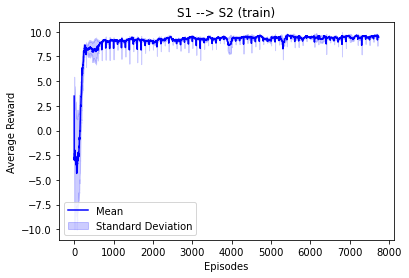 S1 --> S2 (train)
Average Reward
10.0
7.5
5.0
2.5
0.0
−2.5
−5.0
−7.5
−10.0
Mean
Standard Deviation
0 1000 2000 3000 4000 5000 6000 7000 8000
Episodes